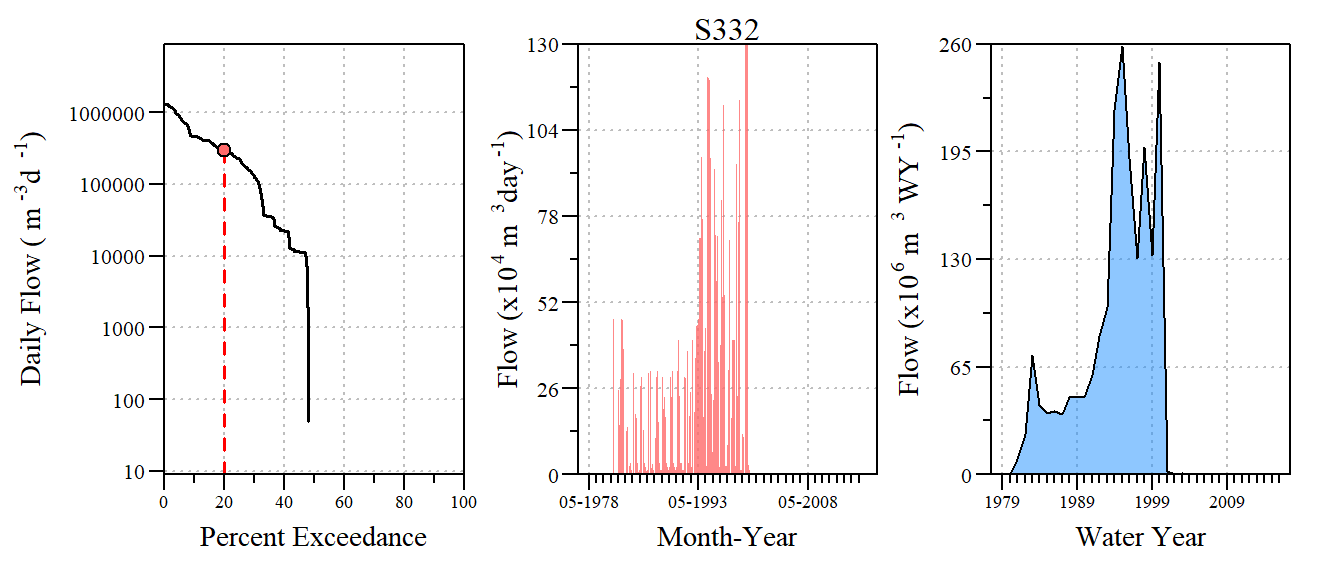 S332
Daily Flow ( m -3d -1)
1000000
100000
10000
1000
100
10
0 20 40 60 80 100
Percent Exceedance
Flow (x10 4 m 3 day -1)
130
104
78
52
26
0
05-1978 05-1993 05-2008
Month-Year
Flow (x10 6 m 3 WY -1)
260
195
130
65
0
1979 1989 1999 2009
Water Year